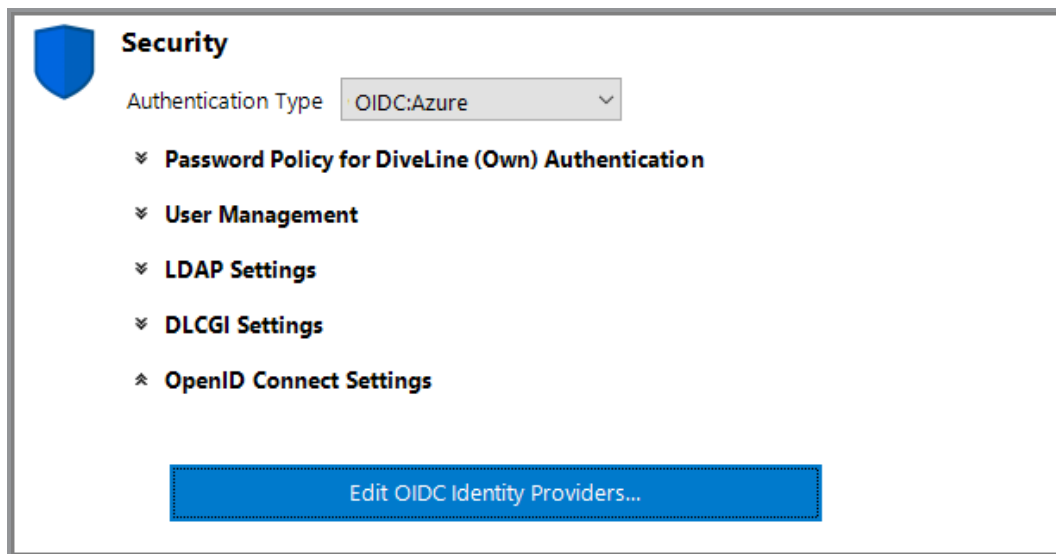 Security
Authentication Type OIDC:Azure
Password Policy for DiveLine (Own) Authentication
User Management
LDAP Settings
DLCGI Settings
OpenID Connect Settings
Edit OIDC Identity Providers...